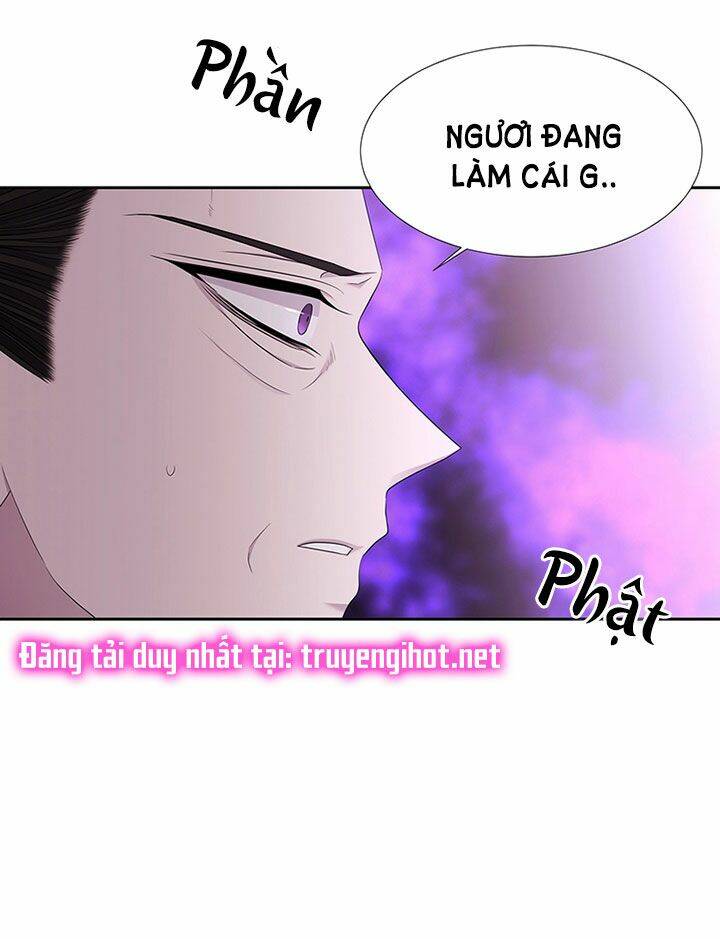 Phần
NGƯƠI ĐANG
LÀM CÁI G..
Phật
Đăng tải duy nhất tại: truyengihot.net